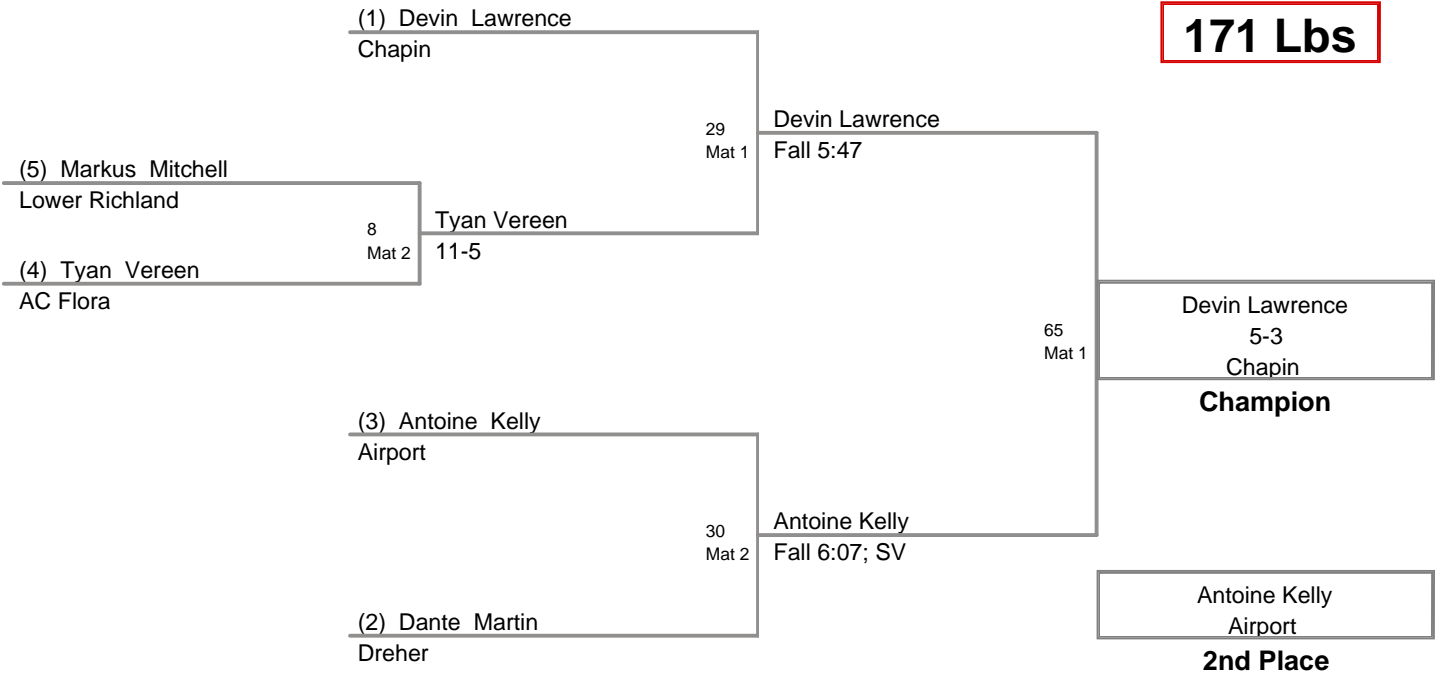 (1) Devin Lawrence
Chapin
171 Lbs
29
Mat 1
Devin Lawrence
Fall 5:47
(5) Markus Mitchell
Lower Richland
8
Mat 2
Tyan Vereen
11-5
(4) Tyan Vereen
AC Flora
65
Mat 1
Devin Lawrence
5-3
Chapin
Champion
(3) Antoine Kelly
Airport
30
Mat 2
Antoine Kelly
Fall 6:07; SV
(2) Dante Martin
Dreher
Antoine Kelly
Airport
2nd Place